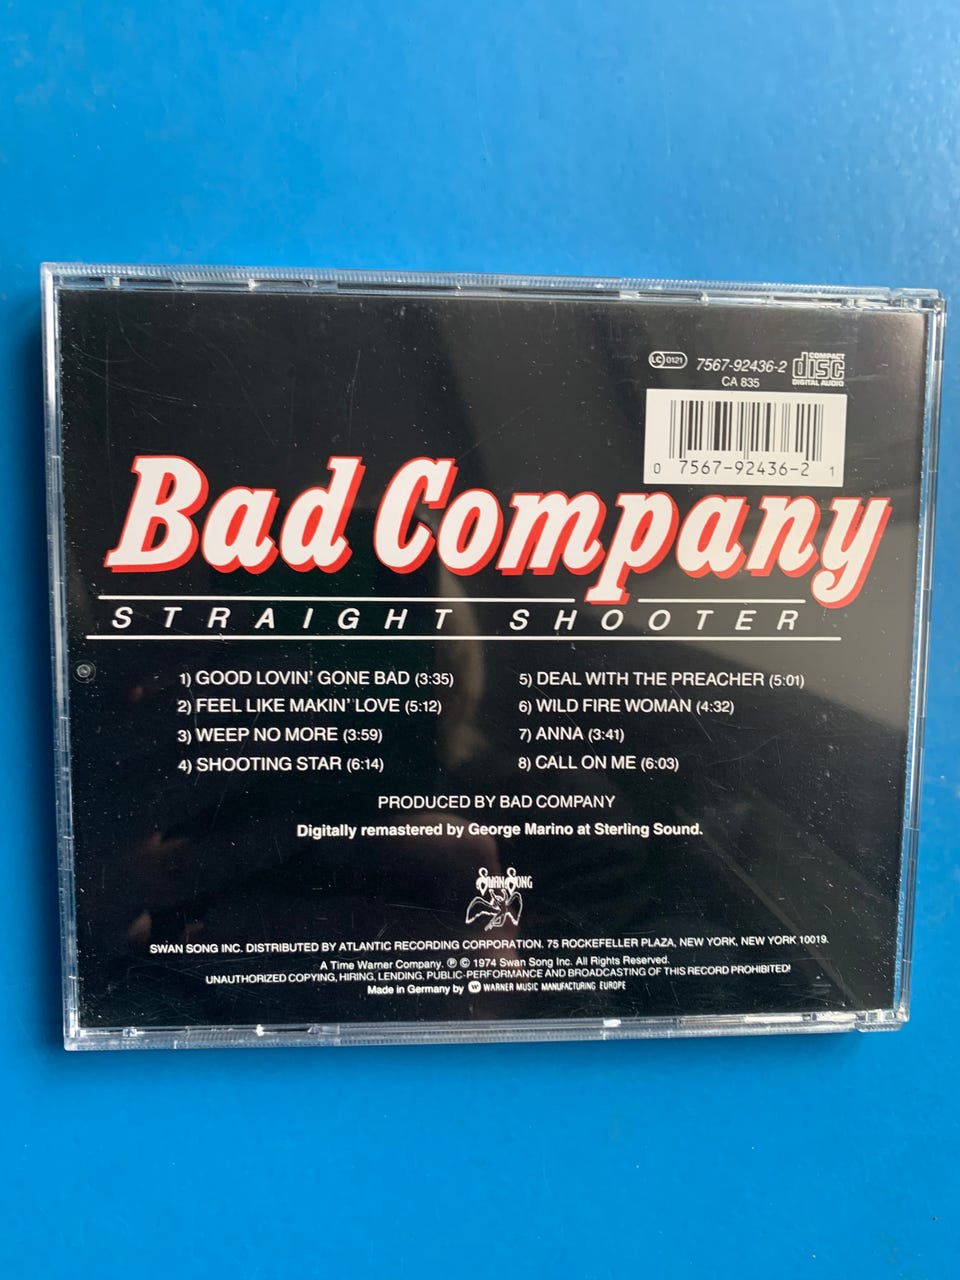 LC 0121 7567-92436-2 COMPACT disc DIGITAL AUDIO
CA 835
0 7567-92436-2 1
Bad Company
STRAIGHT SHOOTER
1) GOOD LOVIN' GONE BAD (3:35)
2) FEEL LIKE MAKIN' LOVE (5:12)
3) WEEP NO MORE (3:59)
4) SHOOTING STAR (6:14)
5) DEAL WITH THE PREACHER (5:01)
6) WILD FIRE WOMAN (4:32)
7) ANNA (3:41)
8) CALL ON ME (6:03)
PRODUCED BY BAD COMPANY
Digitally remastered by George Marino at Sterling Sound.
SWAN SONG
SWAN SONG INC. DISTRIBUTED BY ATLANTIC RECORDING CORPORATION. 75 ROCKEFELLER PLAZA, NEW YORK, NEW YORK 10019.
A Time Warner Company. ℗ © 1974 Swan Song Inc. All Rights Reserved.
UNAUTHORIZED COPYING, HIRING, LENDING, PUBLIC-PERFORMANCE AND BROADCASTING OF THIS RECORD PROHIBITED!
Made in Germany by WARNER MUSIC MANUFACTURING EUROPE